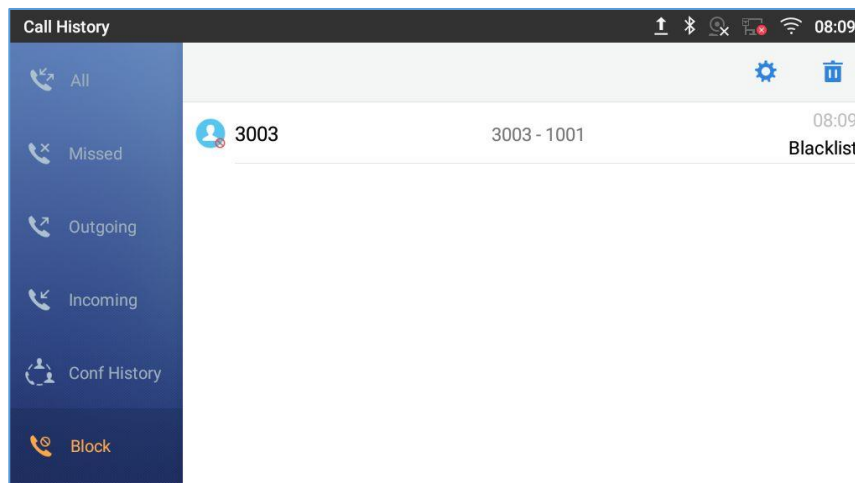 Call History
08:09
All
Missed
Outgoing
Incoming
Conf History
Block
3003
3003 - 1001
08:09
Blacklist